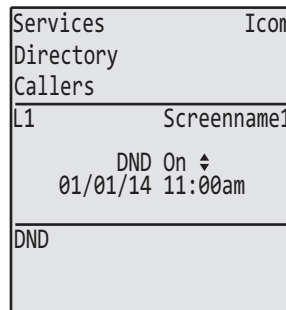 Services Icom
Directory
Callers
L1 Screenname1
DND On
01/01/14 11:00am
DND